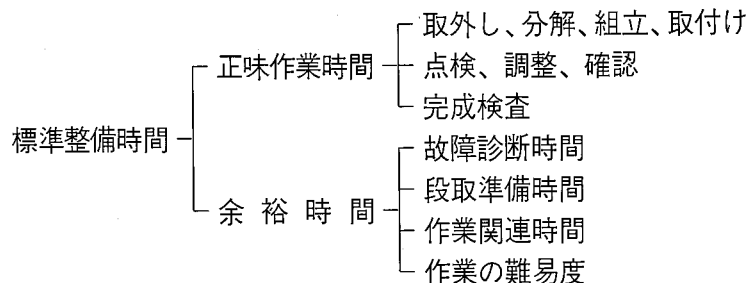 標準整備時間
正味作業時間
取外し、分解、組立、取付け
点検、調整、確認
完成検査
余裕時間
故障診断時間
段取準備時間
作業関連時間
作業の難易度